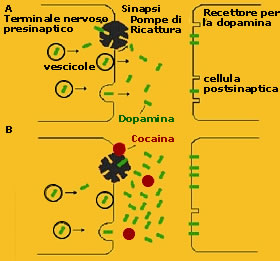 A
Terminale nervoso
presinaptico
Sinapsi
Pompe di
Ricattura
Recettore per
la dopamina
vescicole
cellula
postsinaptica
Dopamina
B
Cocaina